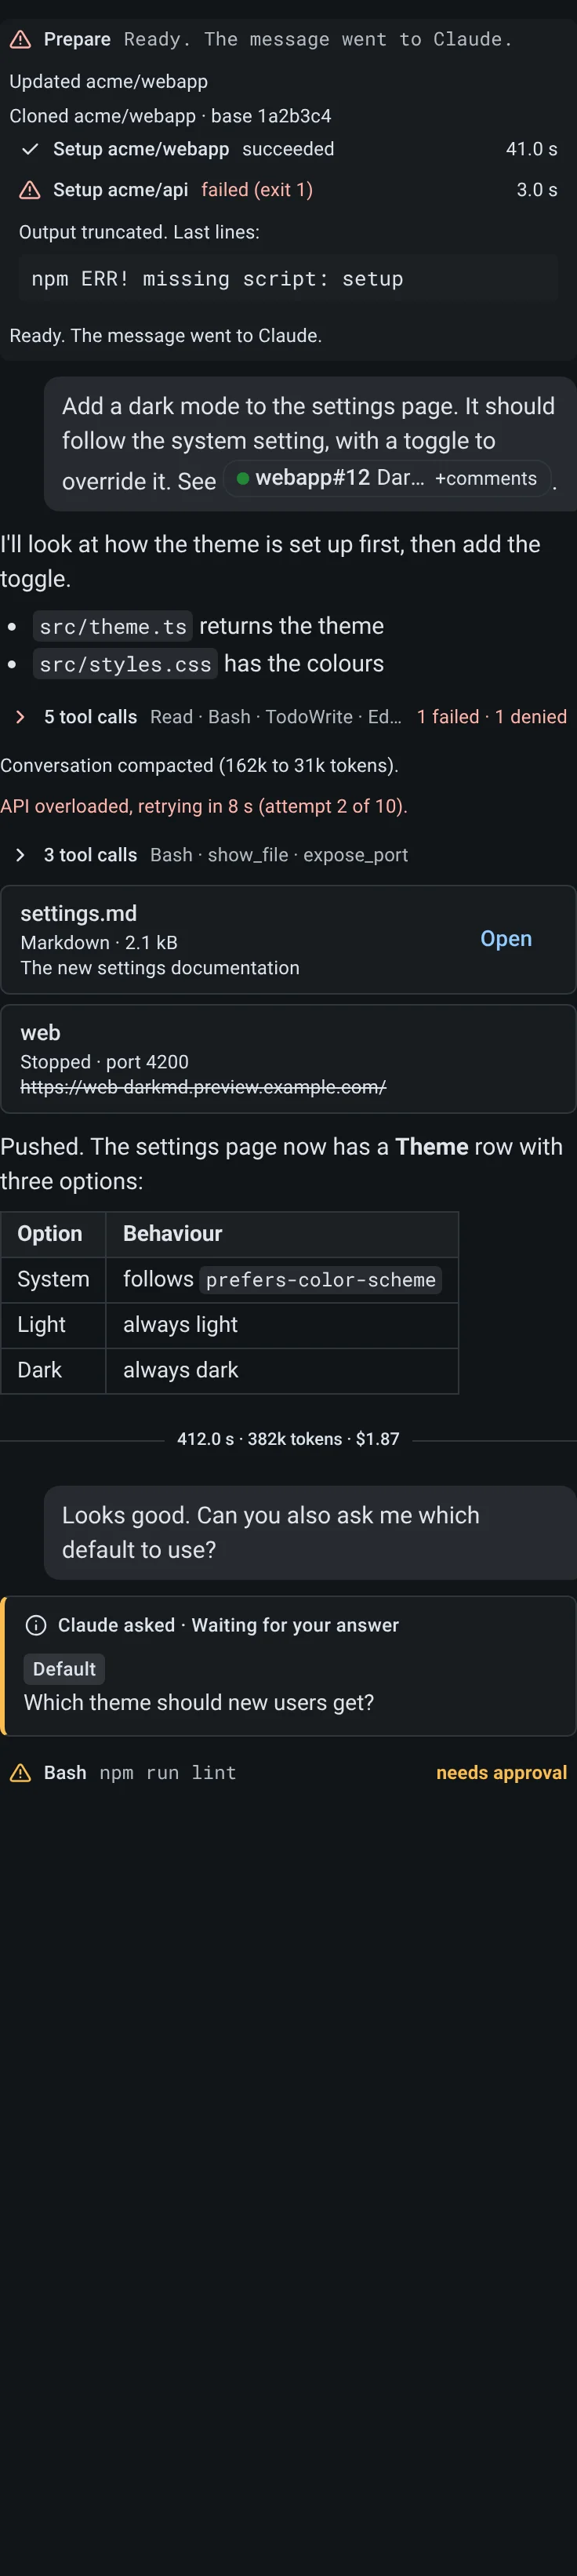 Prepare Ready. The message went to Claude.
Updated acme/webapp
Cloned acme/webapp · base 1a2b3c4
Setup acme/webapp succeeded 41.0 s
Setup acme/api failed (exit 1) 3.0 s
Output truncated. Last lines:
npm ERR! missing script: setup
Ready. The message went to Claude.
Add a dark mode to the settings page. It should
follow the system setting, with a toggle to
override it. See webapp#12 Dar… +comments .
I'll look at how the theme is set up first, then add the
toggle.
• src/theme.ts returns the theme
• src/styles.css has the colours
5 tool calls Read · Bash · TodoWrite · Ed… 1 failed · 1 denied
Conversation compacted (162k to 31k tokens).
API overloaded, retrying in 8 s (attempt 2 of 10).
3 tool calls Bash · show_file · expose_port
settings.md
Markdown · 2.1 kB
The new settings documentation
Open
web
Stopped · port 4200
https://web-darkmd.preview.example.com/
Pushed. The settings page now has a Theme row with
three options:
Option Behaviour
System follows prefers-color-scheme
Light always light
Dark always dark
412.0 s · 382k tokens · $1.87
Looks good. Can you also ask me which
default to use?
Claude asked · Waiting for your answer
Default
Which theme should new users get?
Bash npm run lint needs approval